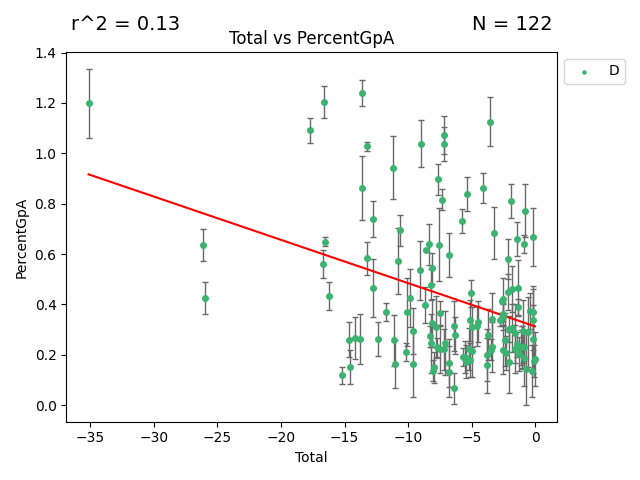 r^2 = 0.13
N = 122
Total vs PercentGpA
D
PercentGpA
1.4
1.2
1.0
0.8
0.6
0.4
0.2
0.0
−35
−30
−25
−20
−15
−10
−5
0
Total